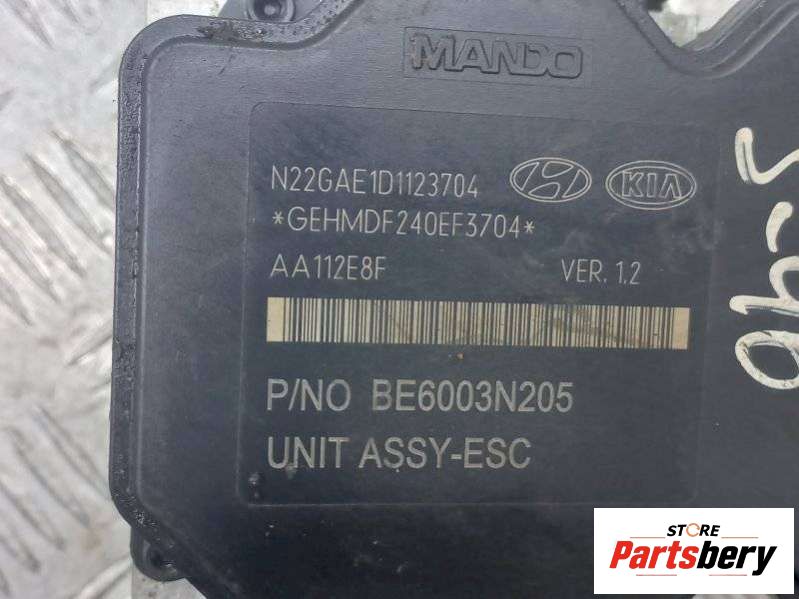 MANDO
N22GAE1D1123704
KIA
*GEHMDF240EF3704*
AA112E8F VER. 1.2
P/NO BE6003N205
UNIT ASSY-ESC
STORE
Partsbery